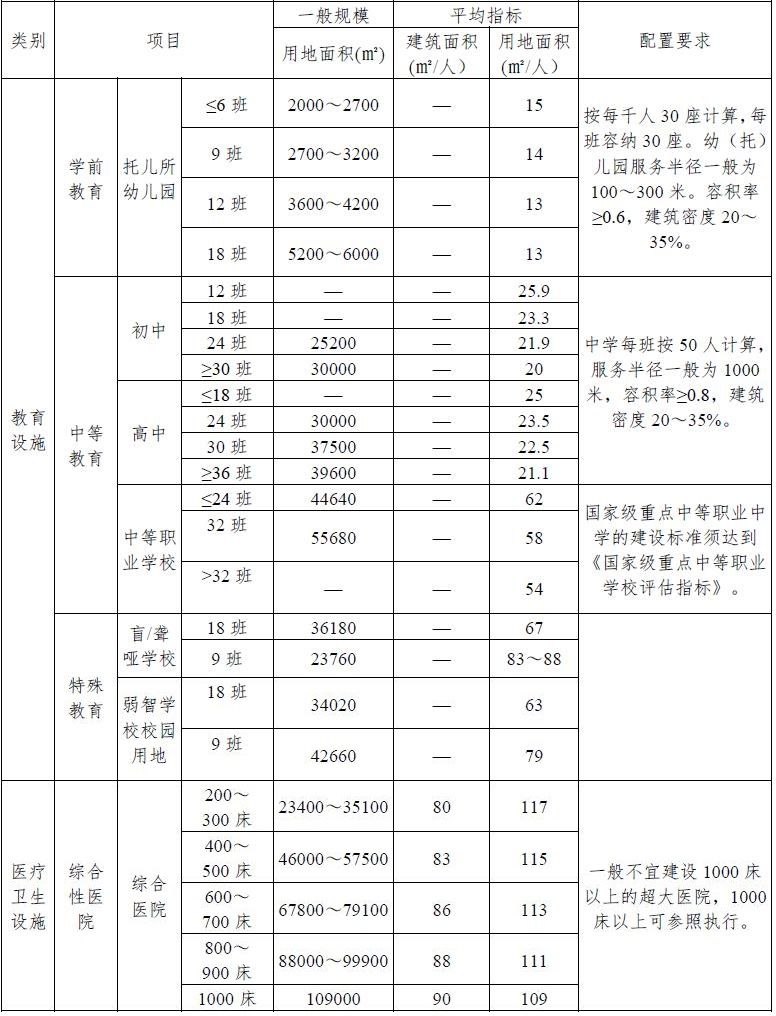 类别 项目 一般规模 平均指标 配置要求
用地面积(㎡) 建筑面积(㎡/人) 用地面积(㎡/人)
教育设施
学前教育
托儿所幼儿园
≤6 班 2000～2700 — 15
9 班 2700～3200 — 14
12 班 3600～4200 — 13
18 班 5200～6000 — 13
按每千人 30 座计算，每
班容纳 30 座。幼（托）
儿园服务半径一般为
100～300 米。容积率
≥0.6，建筑密度 20～
35%。
中等教育
初中
12 班 — — 25.9
18 班 — — 23.3
24 班 25200 — 21.9
≥30 班 30000 — 20
高中
≤18 班 — — 25
24 班 30000 — 23.5
30 班 37500 — 22.5
≥36 班 39600 — 21.1
中学每班按 50 人计算，
服务半径一般为 1000
米，容积率≥0.8，建筑
密度 20～35%。
中等职业学校
≤24 班 44640 — 62
32 班 55680 — 58
>32 班 — — 54
国家级重点中等职业中
学的建设标准须达到
《国家级重点中等职业
学校评估指标》。
特殊教育
盲/聋哑学校
18 班 36180 — 67
9 班 23760 — 83～88
弱智学校校园用地
18 班 34020 — 63
9 班 42660 — 79
医疗卫生设施
综合性医院
综合医院
200～300 床 23400～35100 80 117
400～500 床 46000～57500 83 115
600～700 床 67800～79100 86 113
800～900 床 88000～99900 88 111
1000 床 109000 90 109
一般不宜建设 1000 床
以上的超大医院，1000
床以上可参照执行。